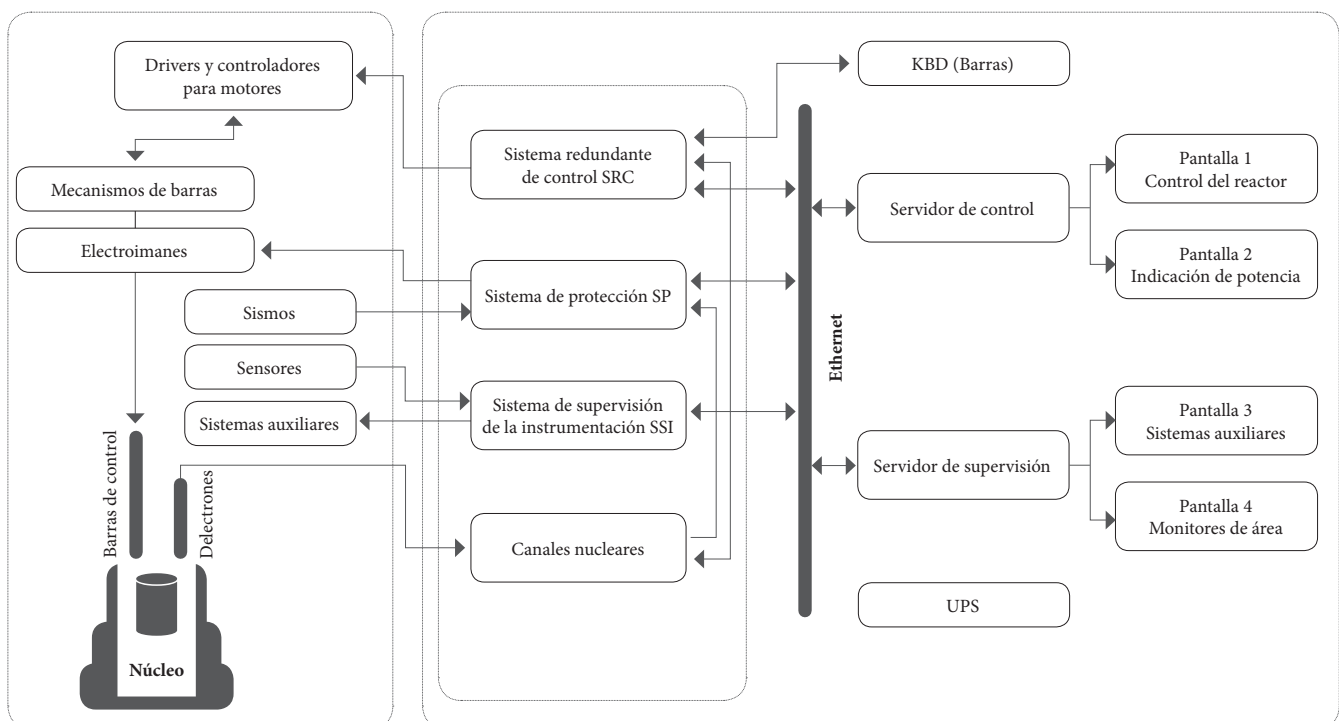 Drivers y controladores
para motores
Mecanismos de barras
Electroimanes
Sismos
Sensores
Sistemas auxiliares
Barras de control
Delectrones
Núcleo
Sistema redundante
de control SRC
Sistema de protección SP
Sistema de supervisión
de la instrumentación SSI
Canales nucleares
Ethernet
KBD (Barras)
Servidor de control
Servidor de supervisión
UPS
Pantalla 1
Control del reactor
Pantalla 2
Indicación de potencia
Pantalla 3
Sistemas auxiliares
Pantalla 4
Monitores de área